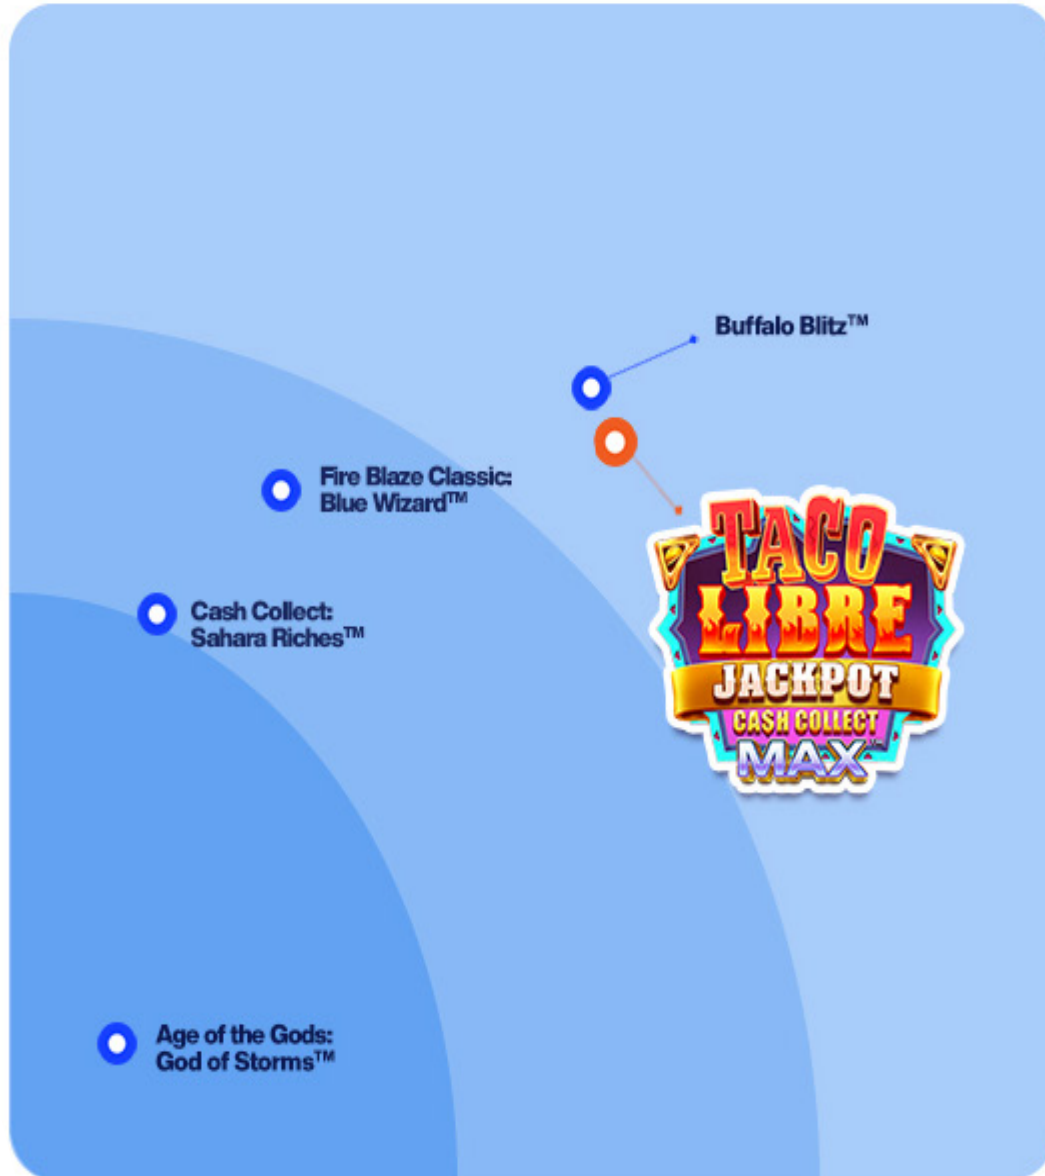 Buffalo Blitz™
Fire Blaze Classic:
Blue Wizard™
TACO
LIBRE
JACKPOT
CASH COLLECT
MAX
Cash Collect:
Sahara Riches™
Age of the Gods:
God of Storms™